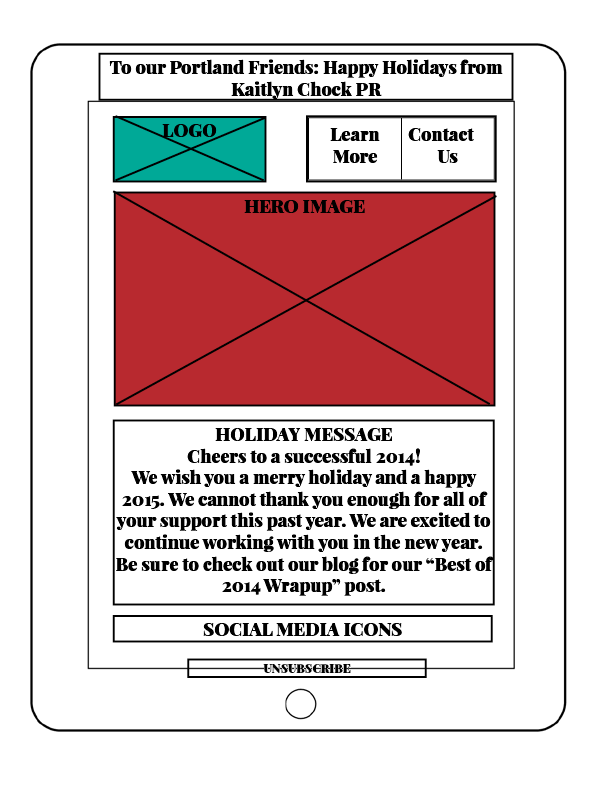 To our Portland Friends: Happy Holidays from
Kaitlyn Chock PR
LOGO
Learn
More
Contact
Us
HERO IMAGE
HOLIDAY MESSAGE
Cheers to a successful 2014!
We wish you a merry holiday and a happy
2015. We cannot thank you enough for all of
your support this past year. We are excited to
continue working with you in the new year.
Be sure to check out our blog for our “Best of
2014 Wrapup” post.
SOCIAL MEDIA ICONS
UNSUBSCRIBE